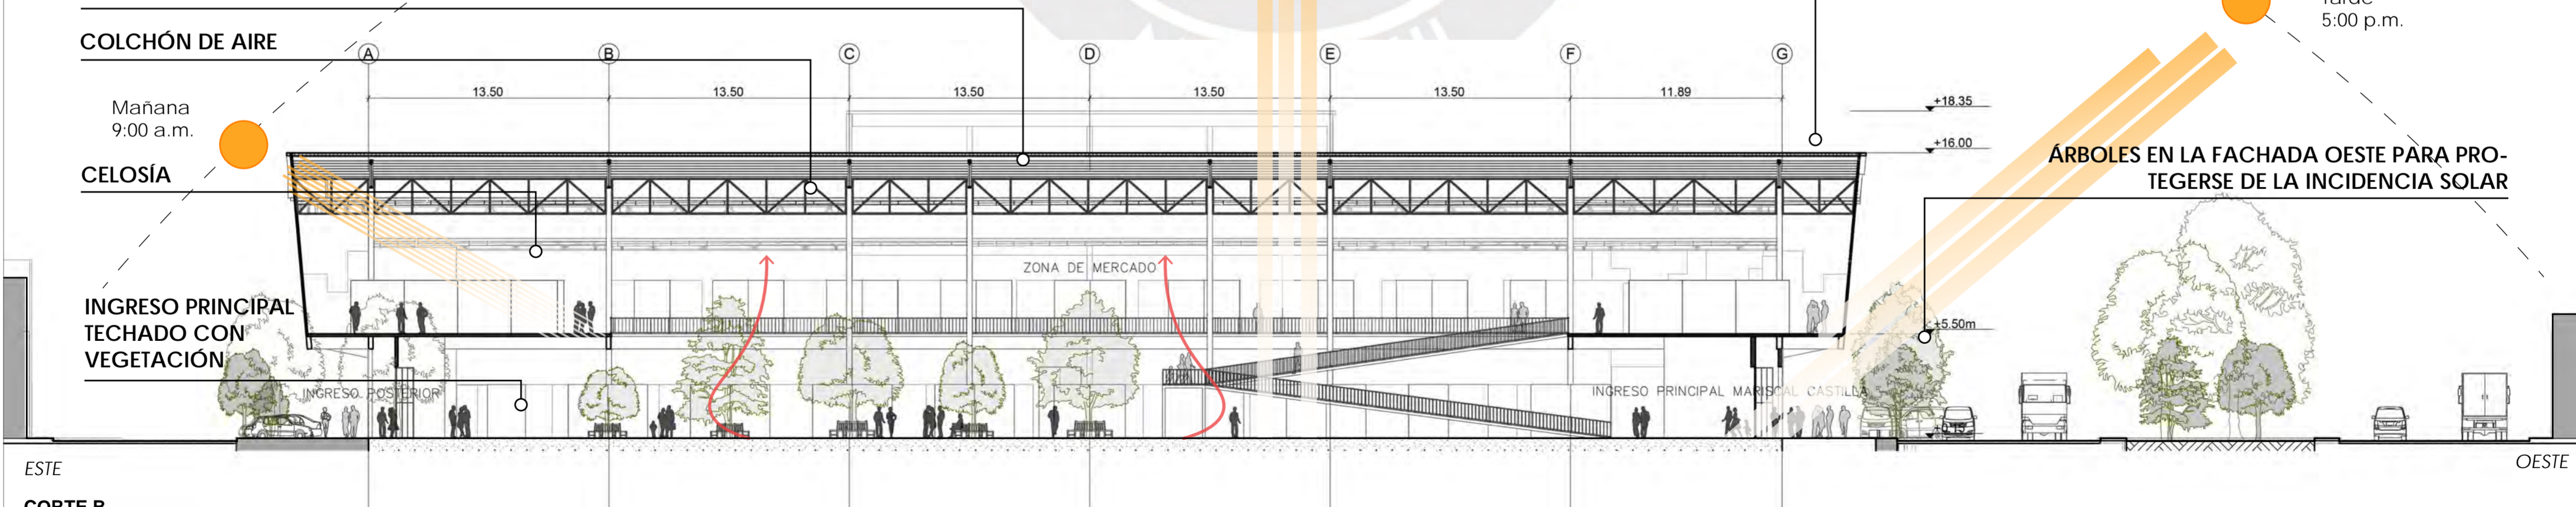 5:00 p.m.
COLCHÓN DE AIRE
A
B
C
D
E
F
G
13.50
13.50
13.50
13.50
13.50
11.89
Mañana
9:00 a.m.
+18.35
+16.00
ÁRBOLES EN LA FACHADA OESTE PARA PRO-
TEGERSE DE LA INCIDENCIA SOLAR
CELOSÍA
ZONA DE MERCADO
INGRESO PRINCIPAL
TECHADO CON
VEGETACIÓN
+5.50m
INGRESO POSTERIOR
INGRESO PRINCIPAL MARISCAL CASTILLA
ESTE
OESTE
CORTE B